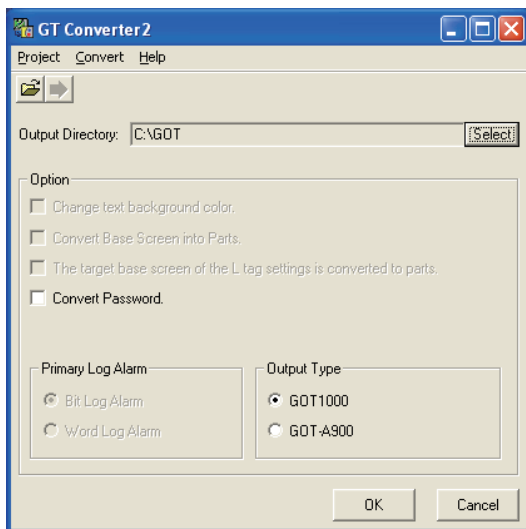 GT Converter2
Project Convert Help
Output Directory: C:\GOT Select
Option
Change text background color.
Convert Base Screen into Parts.
The target base screen of the L tag settings is converted to parts.
Convert Password.
Primary Log Alarm
Bit Log Alarm
Word Log Alarm
Output Type
GOT1000
GOT-A900
OK Cancel